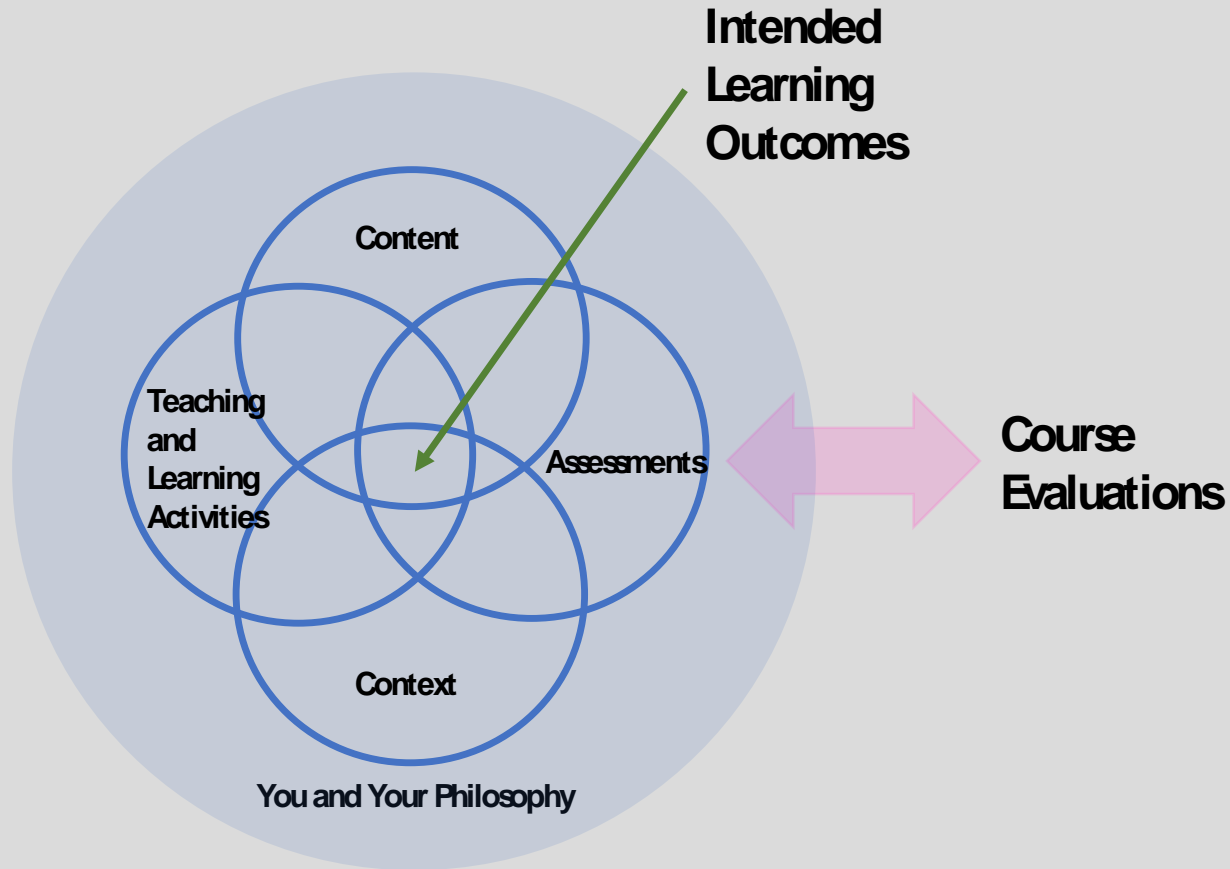 Intended
Learning
Outcomes
Content
Teaching
and
Learning
Activities
Assessments
Course
Evaluations
Context
You and Your Philosophy